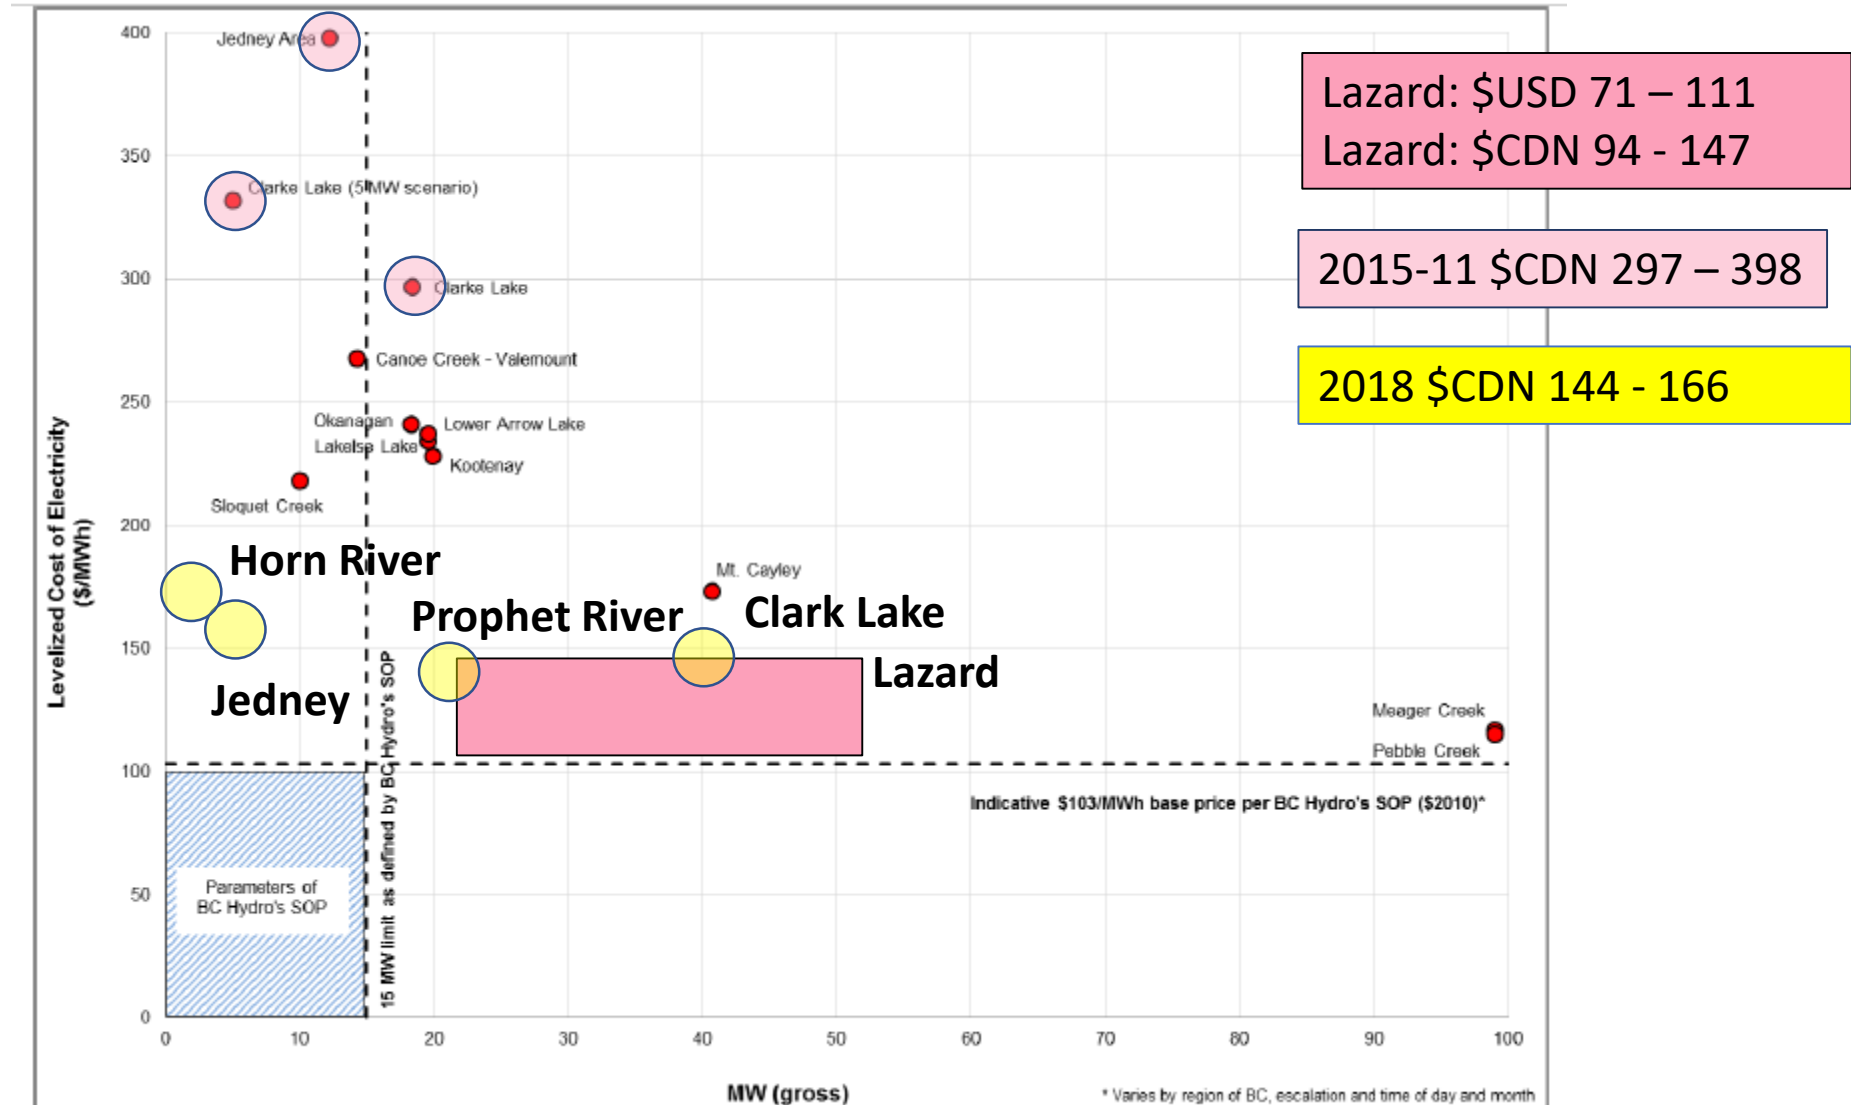 400
350
300
250
200
150
100
50
0
Levelized Cost of Electricity
($/MWh)
Jedney Area
Clarke Lake (5 MW scenario)
Clarke Lake
Canoe Creek - Valemount
Okanagan
Lower Arrow Lake
Lakelse Lake
Kootenay
Sloquet Creek
Horn River
Mt. Cayley
Prophet River
Clark Lake
Jedney
Lazard
Meager Creek
Pebble Creek
15 MW limit as defined by BC Hydro's SOP
Indicative $103/MWh base price per BC Hydro's SOP ($2010)*
Parameters of
BC Hydro's SOP
0 10 20 30 40 50 60 70 80 90 100
MW (gross)
* Varies by region of BC, escalation and time of day and month
Lazard: $USD 71 – 111
Lazard: $CDN 94 - 147
2015-11 $CDN 297 – 398
2018 $CDN 144 - 166